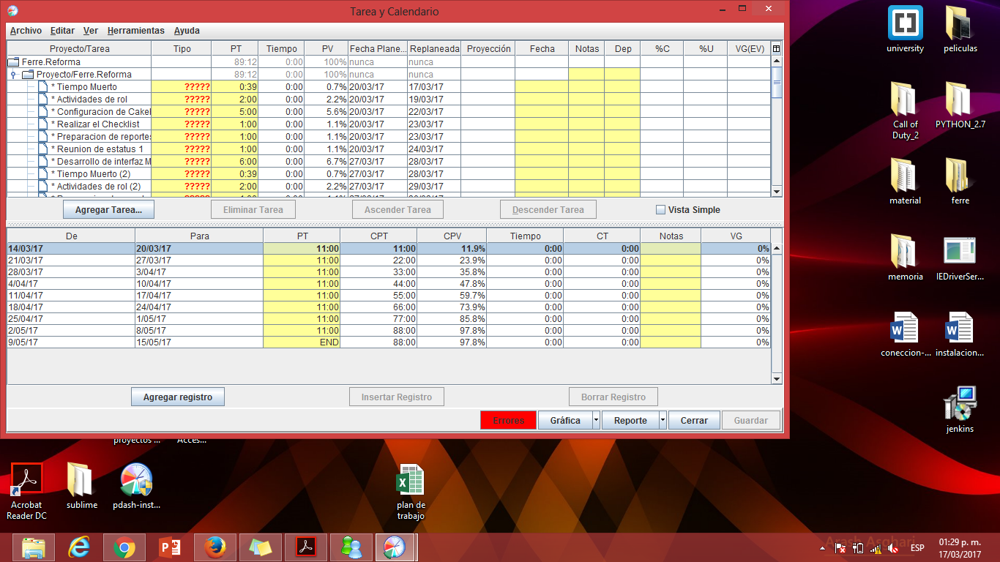 Tarea y Calendario
Archivo Editar Ver Herramientas Ayuda
Proyecto/Tarea Tipo PT Tiempo PV Fecha Plane... Replaneada Proyección Fecha Notas Dep %C %U VG(EV)
Ferre.Reforma 89:12 0:00 100% nunca nunca
Proyecto/Ferre.Reforma 89:12 0:00 100% nunca nunca
* Tiempo Muerto ????? 0:39 0:00 0.7% 20/03/17 17/03/17
* Actividades de rol ????? 2:00 0:00 2.2% 20/03/17 19/03/17
* Configuracion de Cakel ????? 5:00 0:00 5.6% 20/03/17 22/03/17
* Realizar el Checklist ????? 1:00 0:00 1.1% 20/03/17 23/03/17
* Preparacion de reportes ????? 1:00 0:00 1.1% 20/03/17 23/03/17
* Reunion de estatus 1 ????? 1:00 0:00 1.1% 20/03/17 24/03/17
* Desarrollo de interfaz M ????? 6:00 0:00 6.7% 27/03/17 28/03/17
* Tiempo Muerto (2) ????? 0:39 0:00 0.7% 27/03/17 28/03/17
* Actividades de rol (2) ????? 2:00 0:00 2.2% 27/03/17 29/03/17
Agregar Tarea... Eliminar Tarea Ascender Tarea Descender Tarea Vista Simple
De Para PT CPT CPV Tiempo CT Notas VG
14/03/17 20/03/17 11:00 11:00 11.9% 0:00 0:00 0%
21/03/17 27/03/17 11:00 22:00 23.9% 0:00 0:00 0%
28/03/17 3/04/17 11:00 33:00 35.8% 0:00 0:00 0%
4/04/17 10/04/17 11:00 44:00 47.8% 0:00 0:00 0%
11/04/17 17/04/17 11:00 55:00 59.7% 0:00 0:00 0%
18/04/17 24/04/17 11:00 66:00 73.9% 0:00 0:00 0%
25/04/17 1/05/17 11:00 77:00 85.8% 0:00 0:00 0%
2/05/17 8/05/17 11:00 88:00 97.8% 0:00 0:00 0%
9/05/17 15/05/17 END 88:00 97.8% 0:00 0:00 0%
Agregar registro Insertar Registro Borrar Registro
Errores Gráfica Reporte Cerrar Guardar
university peliculas
Call of
Duty_2 PYTHON_2.7
material ferre
memoria IEDriverSer...
coneccion-... instalacion...
jenkins
proyectos ... Acces...
Acrobat
Reader DC sublime pdash-inst... plan de
trabajo
Arash Asghari
ESP 01:29 p. m.
17/03/2017